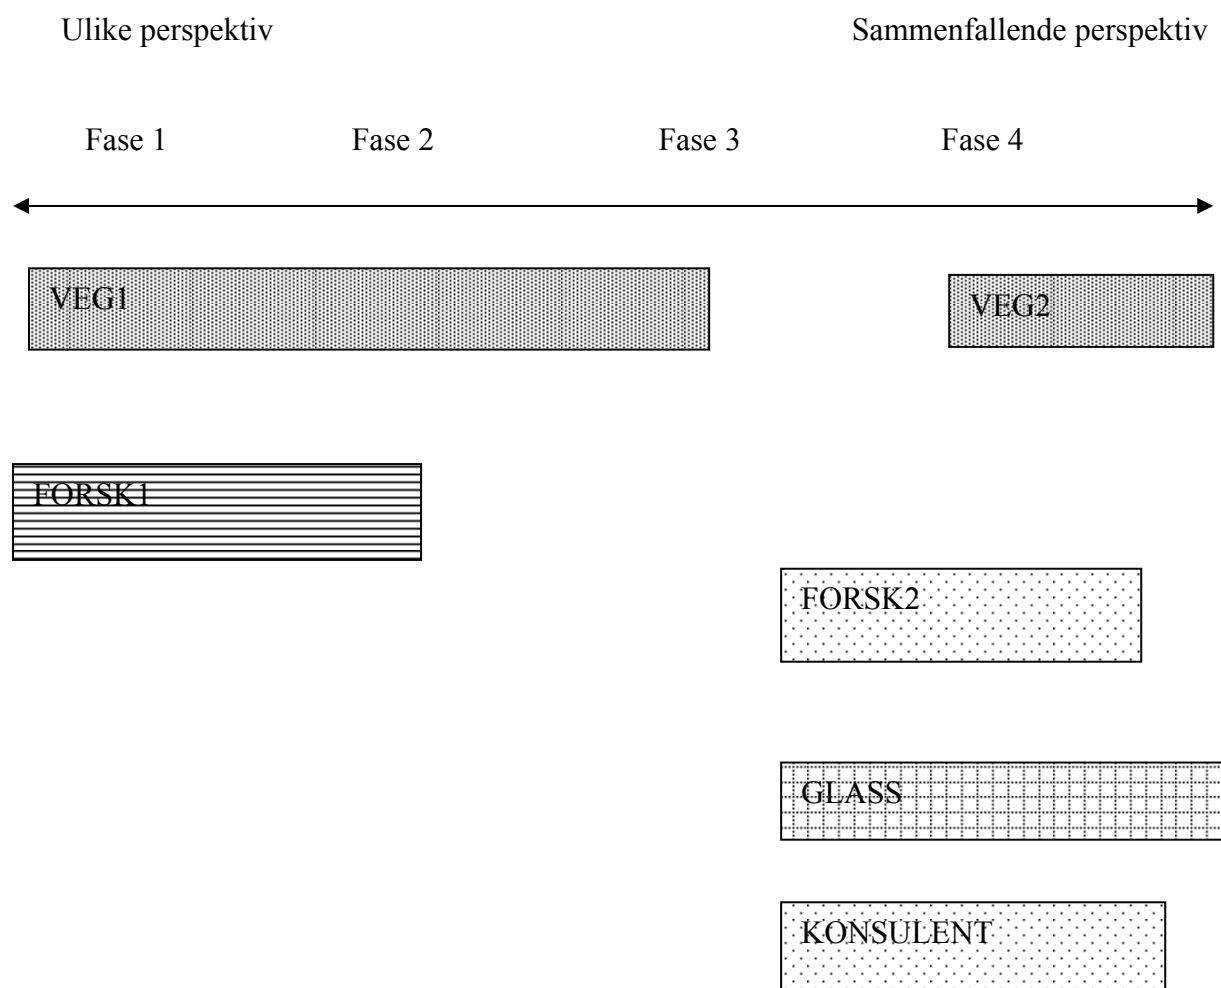 Ulike perspektiv Sammenfallende perspektiv
Fase 1 Fase 2 Fase 3 Fase 4
VEG1 VEG2
FORSK1
FORSK2
GLASS
KONSULENT